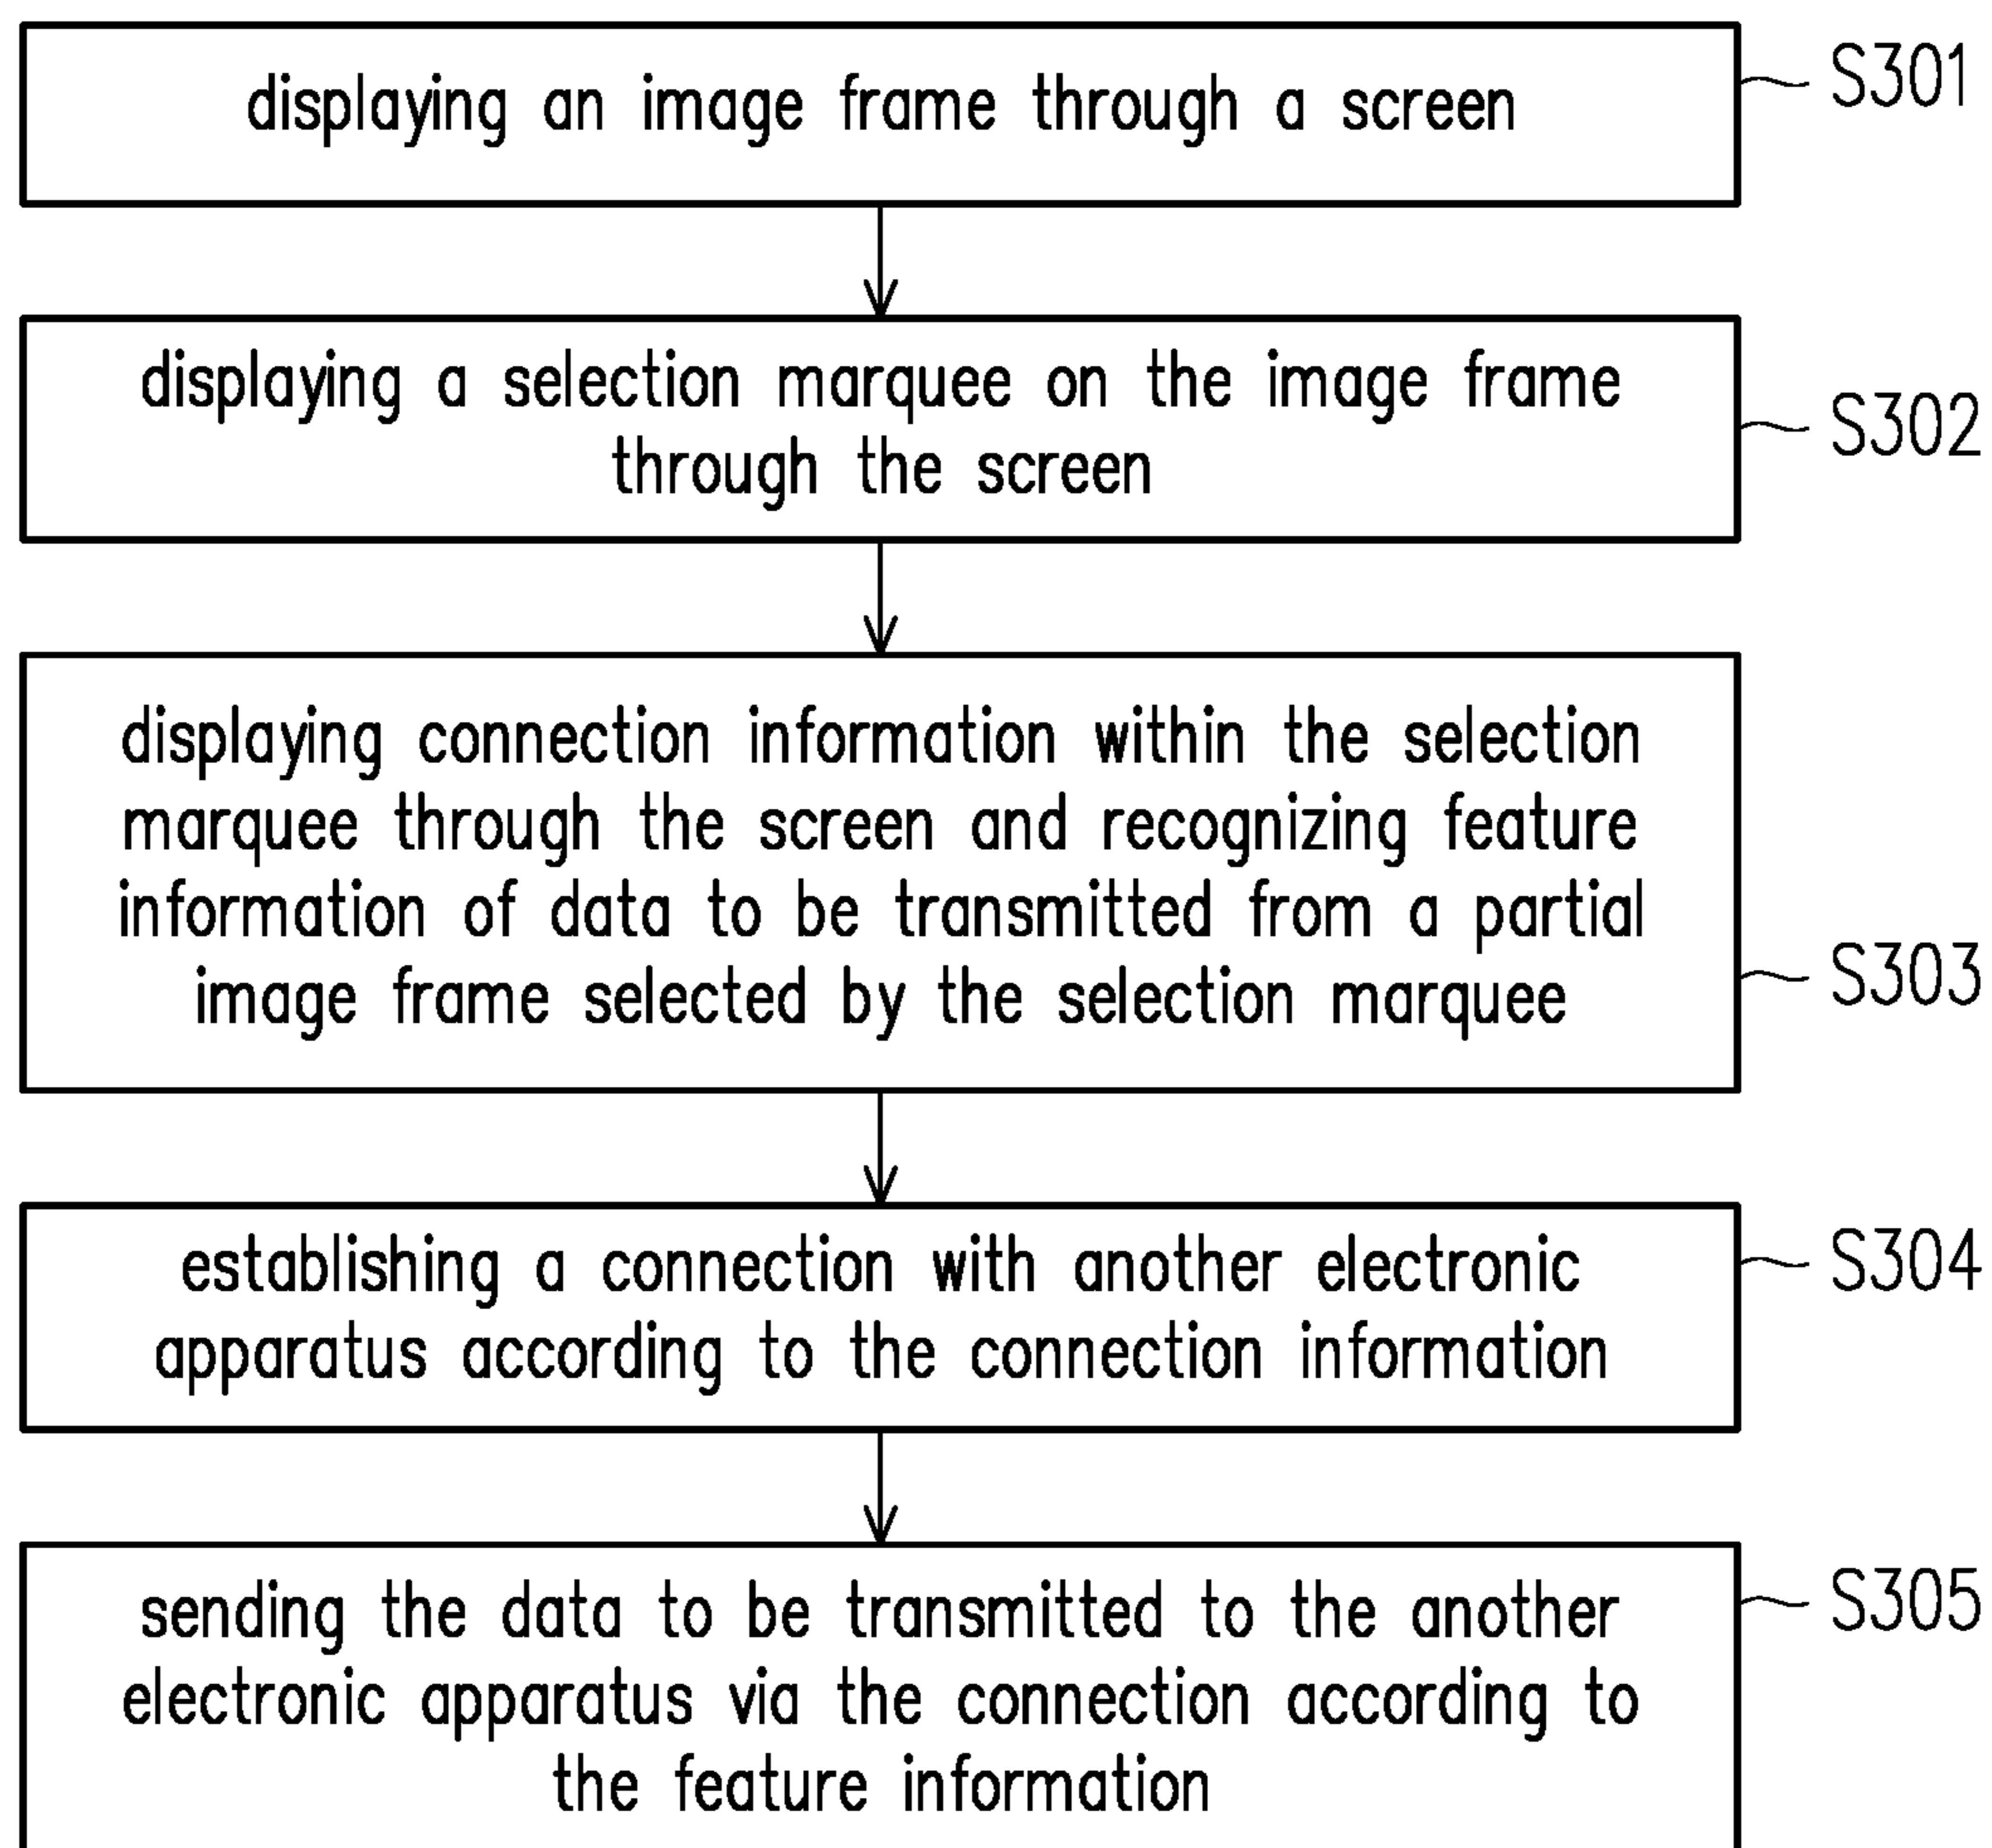 displaying an image frame through a screen
S301
displaying a selection marquee on the image frame
through the screen
S302
displaying connection information within the selection
marquee through the screen and recognizing feature
information of data to be transmitted from a partial
image frame selected by the selection marquee
S303
establishing a connection with another electronic
apparatus according to the connection information
S304
sending the data to be transmitted to the another
electronic apparatus via the connection according to
the feature information
S305